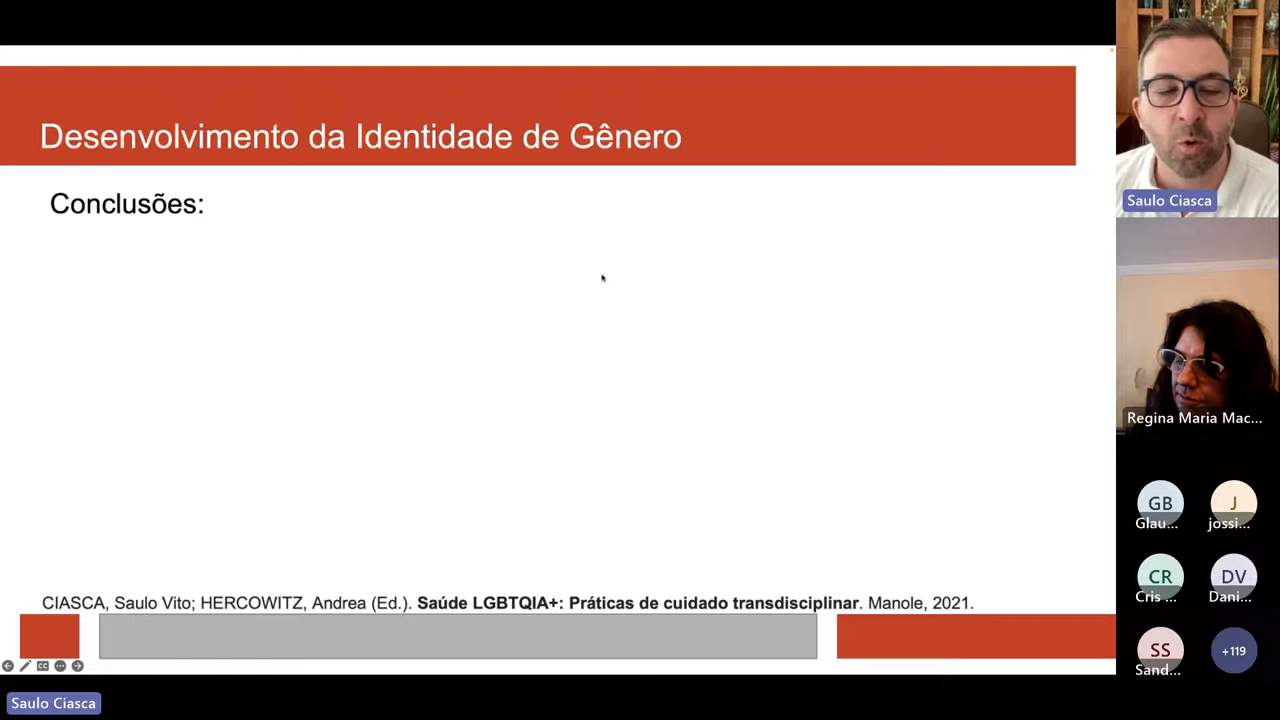 Desenvolvimento da Identidade de Gênero
Conclusões:
CIASCA, Saulo Vito; HERCOWITZ, Andrea (Ed.). Saúde LGBTQIA+: Práticas de cuidado transdisciplinar. Manole, 2021.
CC
Saulo Ciasca
Saulo Ciasca
Regina Maria Mac...
GB
Glau...
J
jossi...
CR
Cris ...
DV
Dani...
SS
Sand...
+119